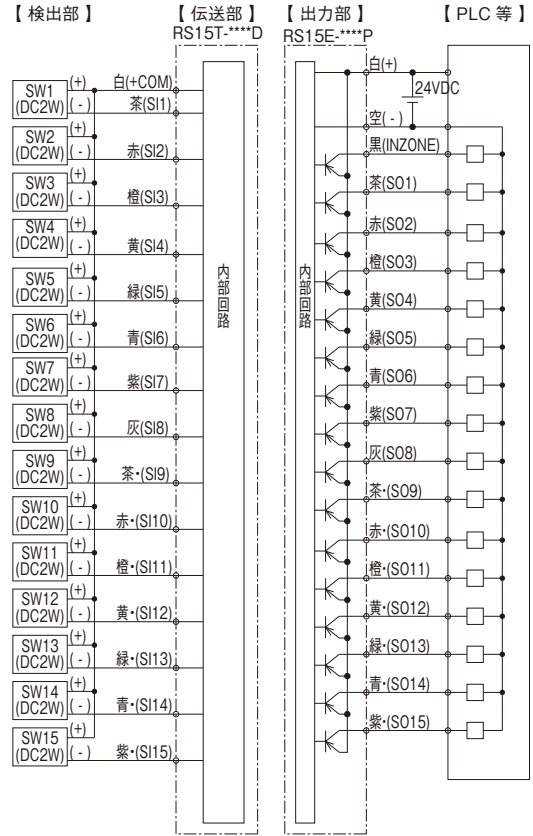 【 検出部 】
【 伝送部 】
【 出力部 】
【 PLC 等 】
RS15T-****D
RS15E-****P
SW1
(DC2W)
(+)
(-)
白(+COM)
茶(SI1)
SW2
(DC2W)
(+)
(-)
赤(SI2)
SW3
(DC2W)
(+)
(-)
橙(SI3)
SW4
(DC2W)
(+)
(-)
黄(SI4)
SW5
(DC2W)
(+)
(-)
緑(SI5)
SW6
(DC2W)
(+)
(-)
青(SI6)
SW7
(DC2W)
(+)
(-)
紫(SI7)
SW8
(DC2W)
(+)
(-)
灰(SI8)
SW9
(DC2W)
(+)
(-)
茶・(SI9)
SW10
(DC2W)
(+)
(-)
赤・(SI10)
SW11
(DC2W)
(+)
(-)
橙・(SI11)
SW12
(DC2W)
(+)
(-)
黄・(SI12)
SW13
(DC2W)
(+)
(-)
緑・(SI13)
SW14
(DC2W)
(+)
(-)
青・(SI14)
SW15
(DC2W)
(+)
(-)
紫・(SI15)
内部回路
内部回路
白(+)
24VDC
空(-)
黒(INZONE)
茶(SO1)
赤(SO2)
橙(SO3)
黄(SO4)
緑(SO5)
青(SO6)
紫(SO7)
灰(SO8)
茶・(SO9)
赤・(SO10)
橙・(SO11)
黄・(SO12)
緑・(SO13)
青・(SO14)
紫・(SO15)